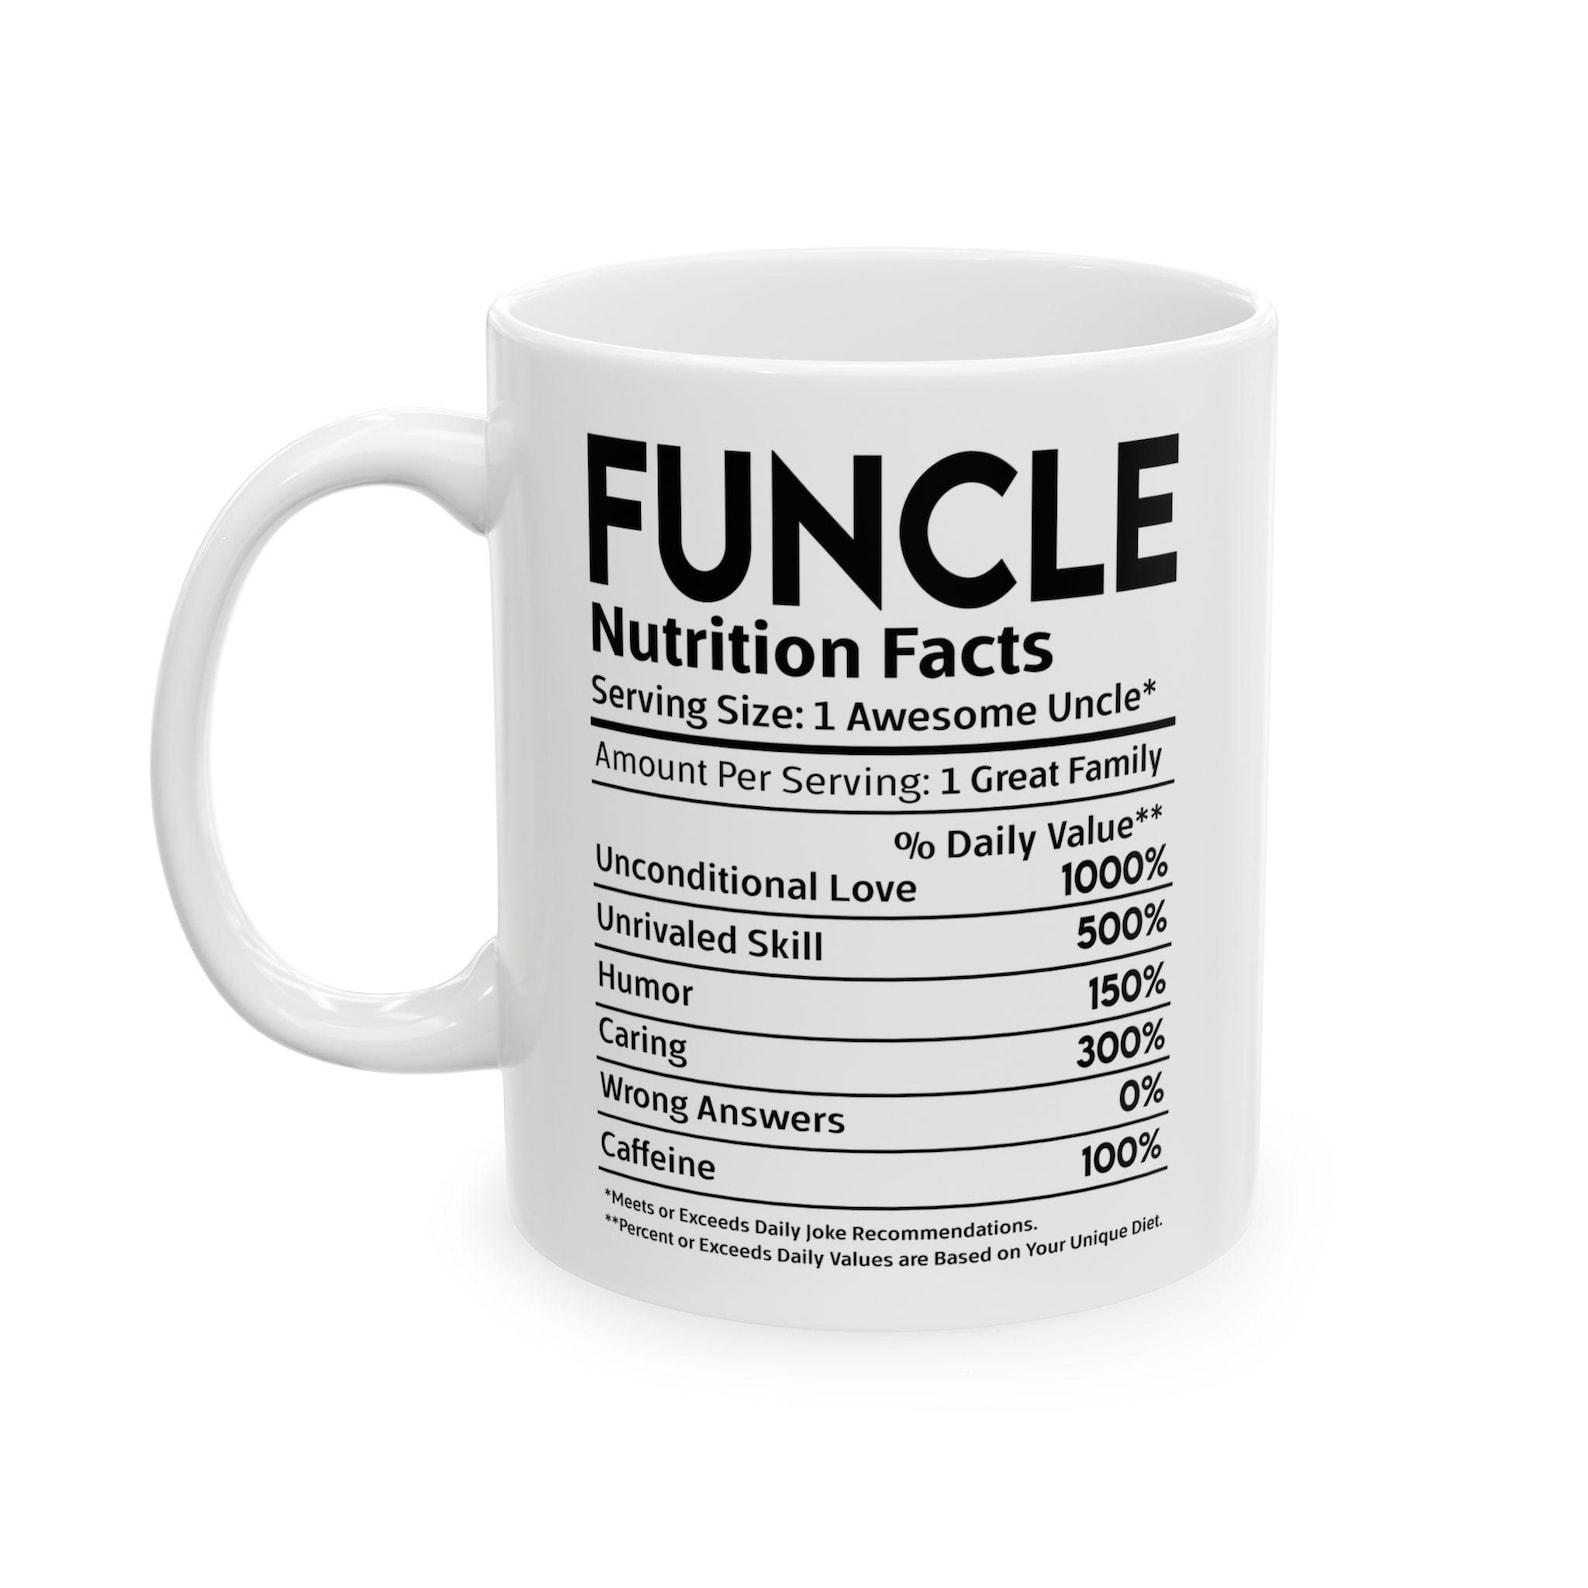 FUNCLE
Nutrition Facts
Serving Size: 1 Awesome Uncle*
Amount Per Serving: 1 Great Family
% Daily Value**
Unconditional Love 1000%
Unrivaled Skill 500%
Humor 150%
Caring 300%
Wrong Answers 0%
Caffeine 100%
*Meets or Exceeds Daily Joke Recommendations.
**Percent or Exceeds Daily Values are Based on Your Unique Diet.